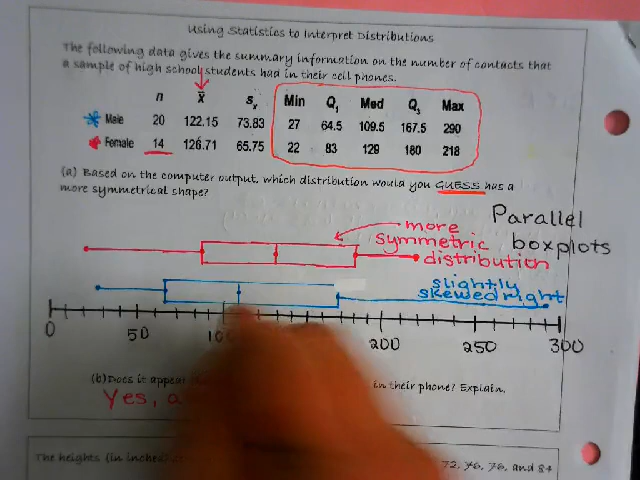 Using Statistics to Interpret Distributions
The following data gives the summary information on the number of contacts that
a sample of high school students had in their cell phones.
n x̄ sx Min Q1 Med Q3 Max
Male 20 122.15 73.83 27 64.5 109.5 167.5 290
Female 14 126.71 65.75 22 83 129 180 218
(a) Based on the computer output, which distribution would you GUESS has a
more symmetrical shape?
Parallel
boxplots
more
symmetric
distribution
slightly
skewed right
0 50 100 200 250 300
(b) Does it appear in their phone? Explain.
Yes, a
The heights (in inches) 72, 76, 76, and 84